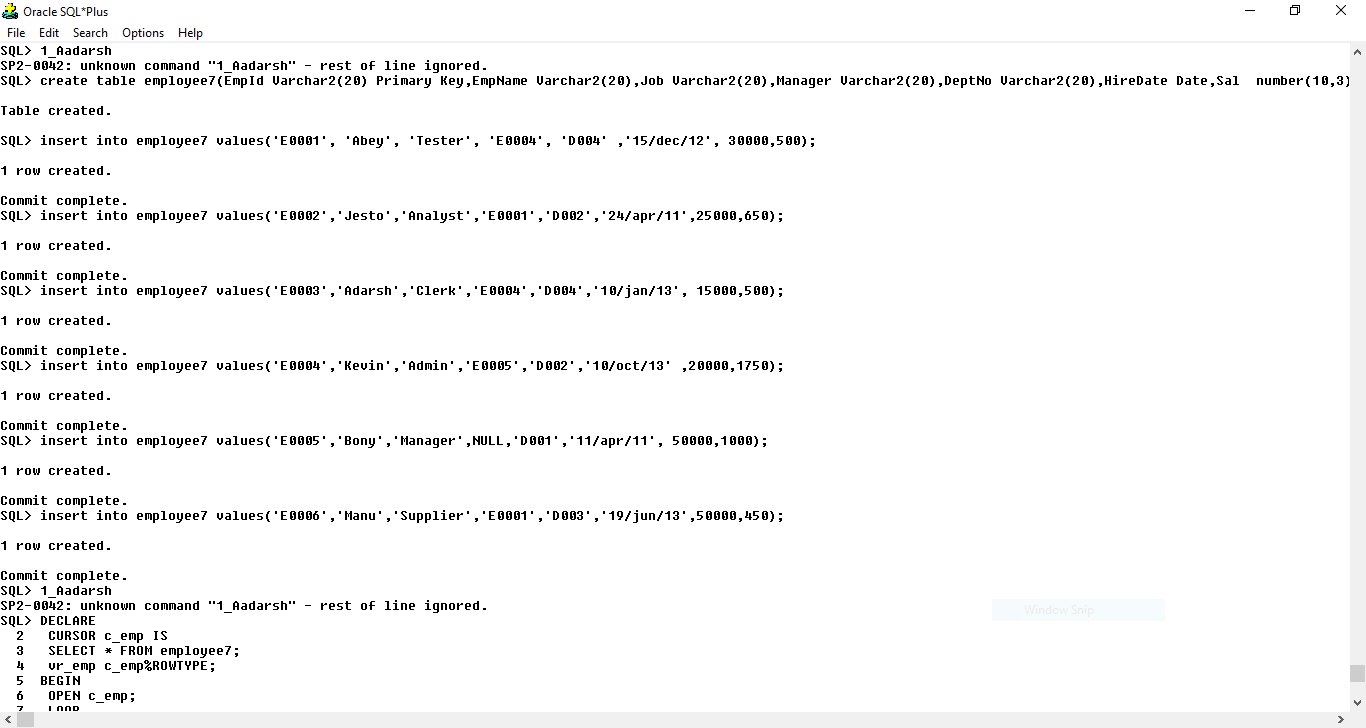 Oracle SQL*Plus
File Edit Search Options Help
SQL> 1_Aadarsh
SP2-0042: unknown command "1_Aadarsh" - rest of line ignored.
SQL> create table employee7(EmpId Varchar2(20) Primary Key,EmpName Varchar2(20),Job Varchar2(20),Manager Varchar2(20),DeptNo Varchar2(20),HireDate Date,Sal  number(10,3)
Table created.
SQL> insert into employee7 values('E0001', 'Abey', 'Tester', 'E0004', 'D004' ,'15/dec/12', 30000,500);
1 row created.
Commit complete.
SQL> insert into employee7 values('E0002','Jesto','Analyst','E0001','D002','24/apr/11',25000,650);
1 row created.
Commit complete.
SQL> insert into employee7 values('E0003','Adarsh','Clerk','E0004','D004','10/jan/13', 15000,500);
1 row created.
Commit complete.
SQL> insert into employee7 values('E0004','Kevin','Admin','E0005','D002','10/oct/13' ,20000,1750);
1 row created.
Commit complete.
SQL> insert into employee7 values('E0005','Bony','Manager',NULL,'D001','11/apr/11', 50000,1000);
1 row created.
Commit complete.
SQL> insert into employee7 values('E0006','Manu','Supplier','E0001','D003','19/jun/13',50000,450);
1 row created.
Commit complete.
SQL> 1_Aadarsh
SP2-0042: unknown command "1_Aadarsh" - rest of line ignored.
Window Snip
SQL> DECLARE
2 CURSOR c_emp IS
3 SELECT * FROM employee7;
4 vr_emp c_emp%ROWTYPE;
5 BEGIN
6 OPEN c_emp;
7 LOOP